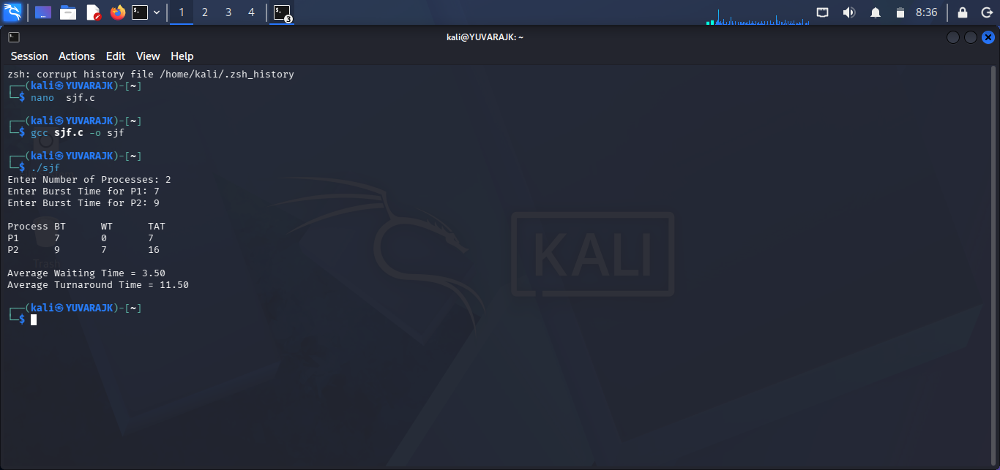 1 2 3 4 3 8:36
kali@YUVARAJK: ~
Session Actions Edit View Help
zsh: corrupt history file /home/kali/.zsh_history
┌──(kali㉿YUVARAJK)-[~]
└─$ nano  sjf.c
┌──(kali㉿YUVARAJK)-[~]
└─$ gcc sjf.c -o sjf
┌──(kali㉿YUVARAJK)-[~]
└─$ ./sjf
Enter Number of Processes: 2
Enter Burst Time for P1: 7
Enter Burst Time for P2: 9
Process BT      WT      TAT
P1      7       0       7
P2      9       7       16
Trash
Average Waiting Time = 3.50
Average Turnaround Time = 11.50
┌──(kali㉿YUVARAJK)-[~]
└─$
KALI